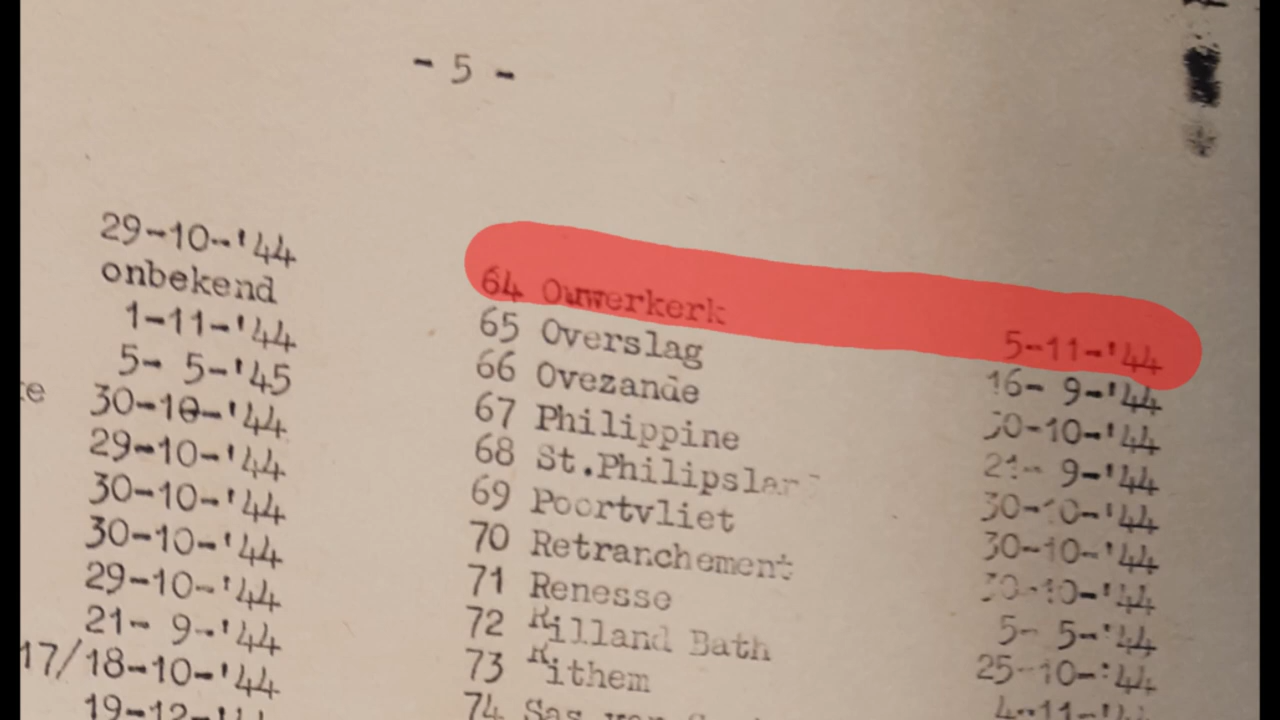 - 5 -
29-10-'44
onbekend
1-11-'44
5- 5-'45
30-10-'44
29-10-'44
30-10-'44
30-10-'44
29-10-'44
21- 9-'44
17/18-10-'44
64 Ouwerkerk 5-11-'44
65 Overslag 16- 9-'44
66 Ovezande 30-10-'44
67 Philippine 21- 9-'44
68 St.Philipsland 30-10-'44
69 Poortvliet 30-10-'44
70 Retranchement 30-10-'44
71 Renesse 5- 5-'44
72 Rilland Bath 25-10-'44
73 Rithem
74 Sas